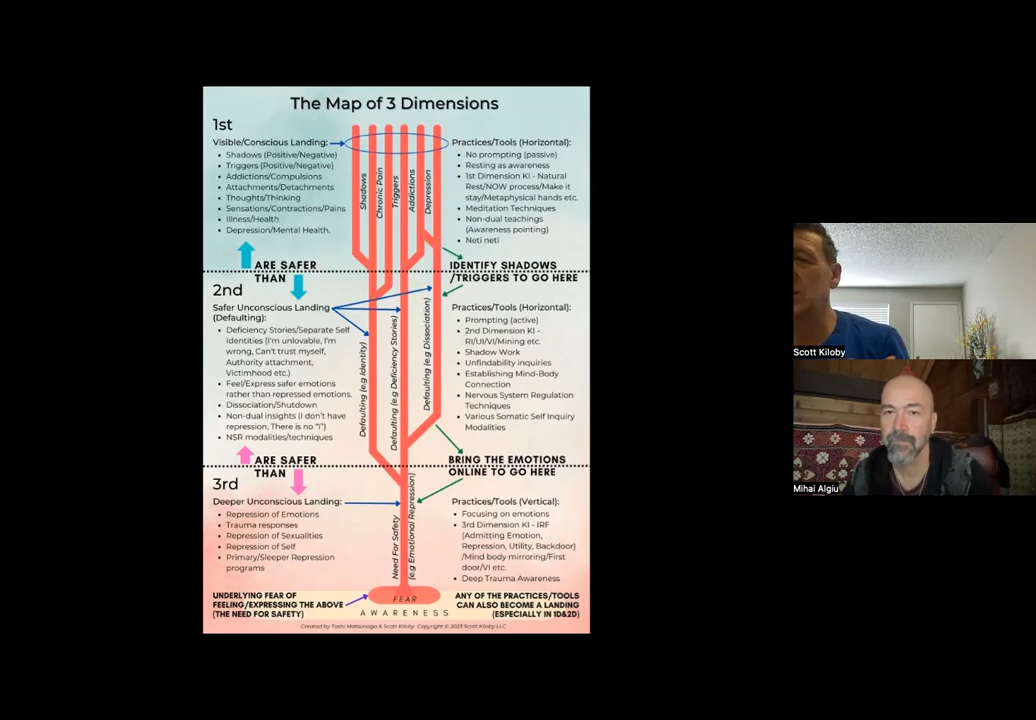 The Map of 3 Dimensions
1st
Visible/Conscious Landing:
Shadows (Positive/Negative)
Triggers (Positive/Negative)
Addictions/Compulsions
Attachments/Detachments
Thoughts/Thinking
Sensations/Contractions/Pains
Illness/Health
Depression/Mental Health.
Shadows
Chronic Pain
Triggers
Addictions
Depression
Practices/Tools (Horizontal):
No prompting (passive)
Resting as awareness
1st Dimension KI - Natural
Rest/NOW process/Make it
stay/Metaphysical hands etc.
Meditation Techniques
Non-dual teachings
(Awareness pointing)
Neti neti
ARE SAFER
THAN
IDENTIFY SHADOWS
/TRIGGERS TO GO HERE
2nd
Safer Unconscious Landing
(Defaulting):
Deficiency Stories/Separate Self
Identities (I'm unlovable, I'm
wrong, Can't trust myself,
Authority attachment,
Victimhood etc.)
Feel/Express safer emotions
rather than repressed emotions.
Dissociation/Shutdown
Non-dual insights (I don't have
repression, There is no "I")
NSR modalities/techniques
Defaulting (e.g Identity)
Defaulting (e.g Deficiency Stories)
Defaulting (e.g Dissociation)
Practices/Tools (Horizontal):
Prompting (active)
2nd Dimension KI -
RI/UI/VI/Mining etc.
Shadow Work
Unfindability inquiries
Establishing Mind-Body
Connection
Nervous System Regulation
Techniques
Various Somatic Self Inquiry
Modalities
ARE SAFER
THAN
BRING THE EMOTIONS
ONLINE TO GO HERE
3rd
Deeper Unconscious Landing:
Repression of Emotions
Trauma responses
Repression of Sexualities
Repression of Self
Primary/Sleeper Repression
programs
Need For Safety
(e.g Emotional Repression)
Practices/Tools (Vertical):
Focusing on emotions
3rd Dimension KI - IRF
(Admitting Emotion,
Repression, Utility, Backdoor)
/Mind body mirroring/First
door/VI etc.
Deep Trauma Awareness
UNDERLYING FEAR OF
FEELING/EXPRESSING THE ABOVE
(THE NEED FOR SAFETY)
FEAR
AWARENESS
ANY OF THE PRACTICES/TOOLS
CAN ALSO BECOME A LANDING
(ESPECIALLY IN 1D&2D)
Created by Toshi Matsunaga & Scott Kiloby Copyright © 2023 Scott Kiloby LLC
Scott Kiloby
Mihai Algiu